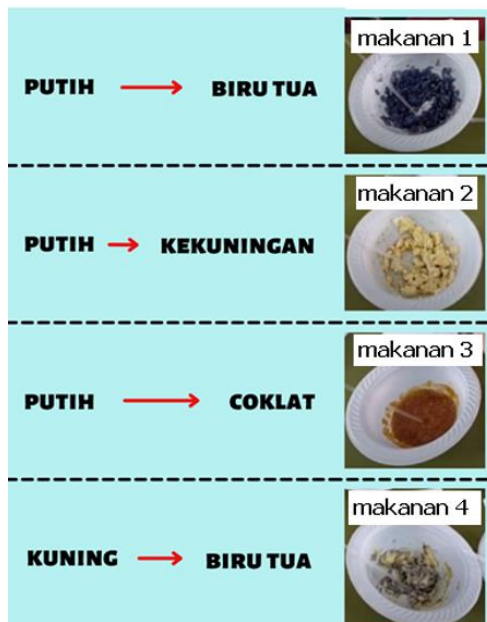 makanan 1
PUTIH → BIRU TUA
makanan 2
PUTIH → KEKUNINGAN
makanan 3
PUTIH → COKLAT
makanan 4
KUNING → BIRU TUA